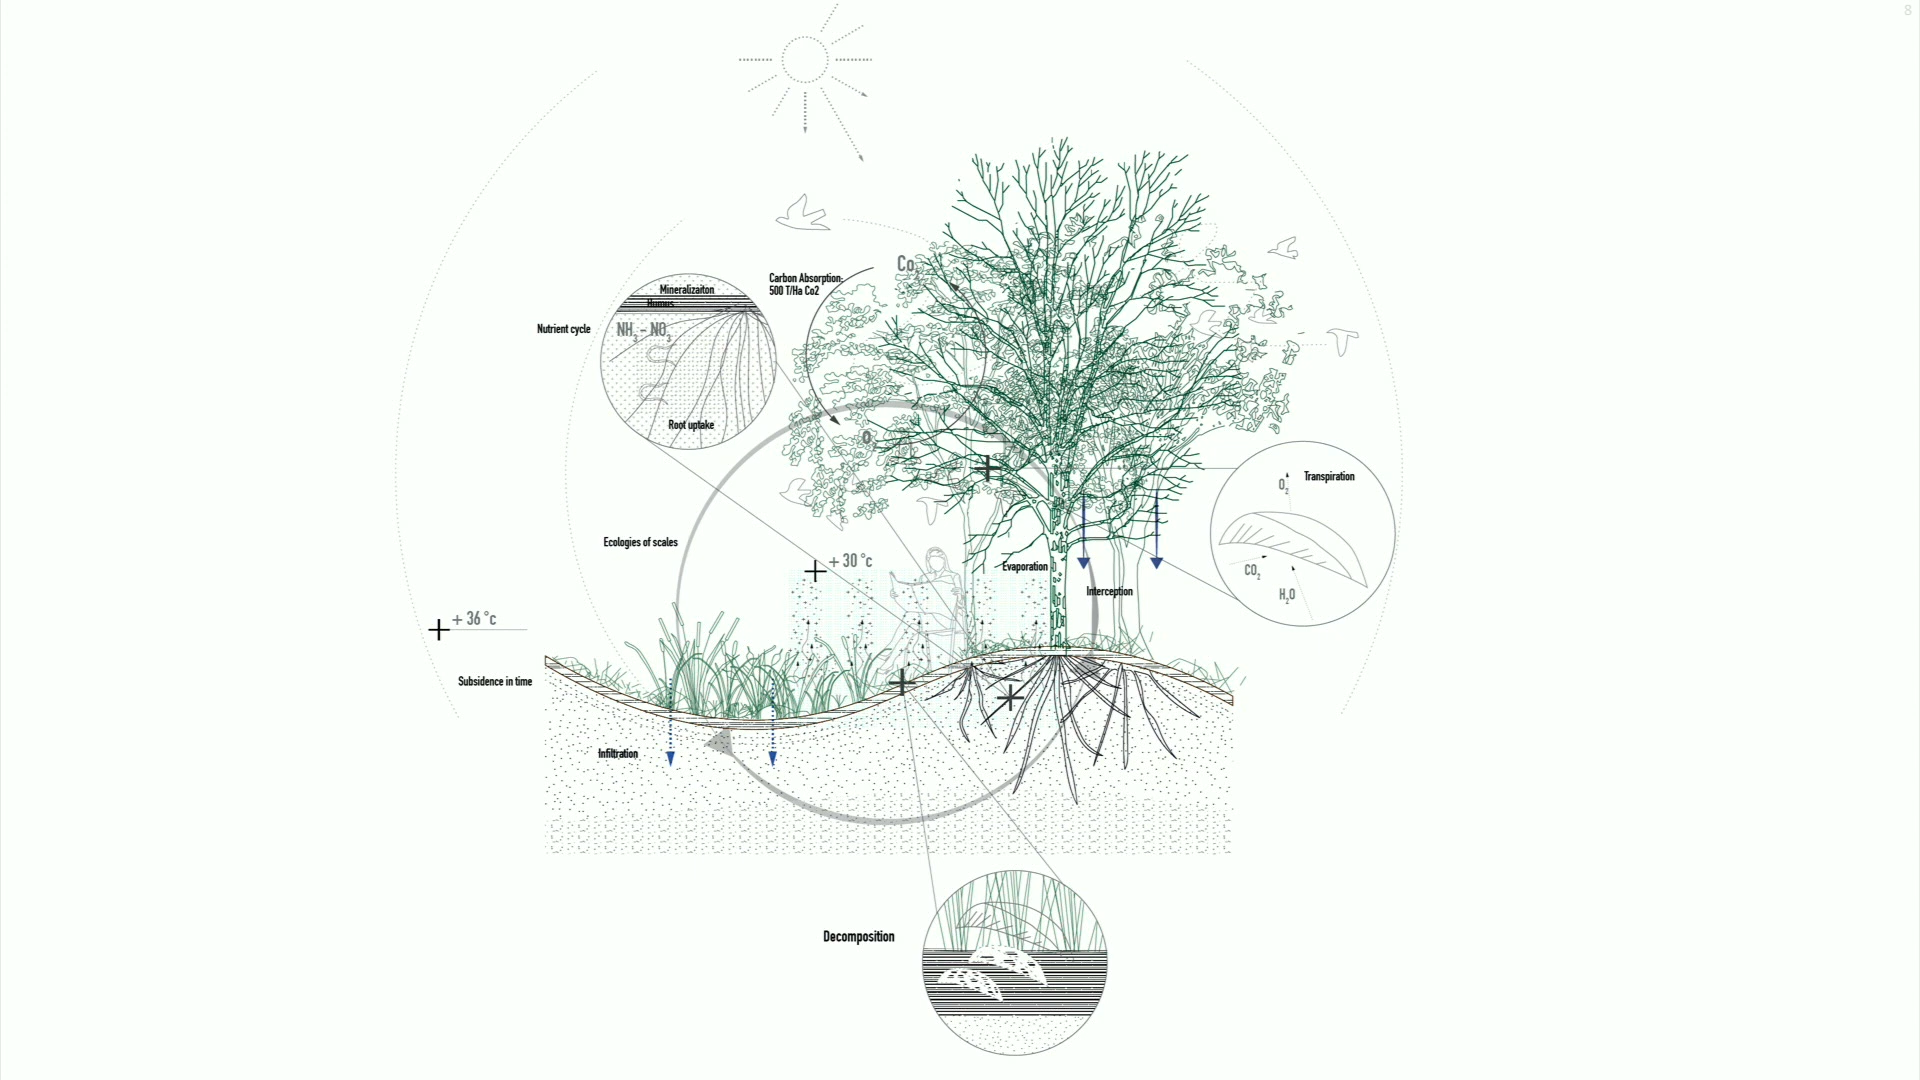 8
Co
Carbon Absorption:
500 T/Ha Co2
Mineralizaiton
Humus
Nutrient cycle
NH3 - NO3
Root uptake
O
Transpiration
O2
CO2
H2O
Ecologies of scales
+ 30 °c
Evaporation
Interception
+ 36 °c
Subsidence in time
Infiltration
Decomposition